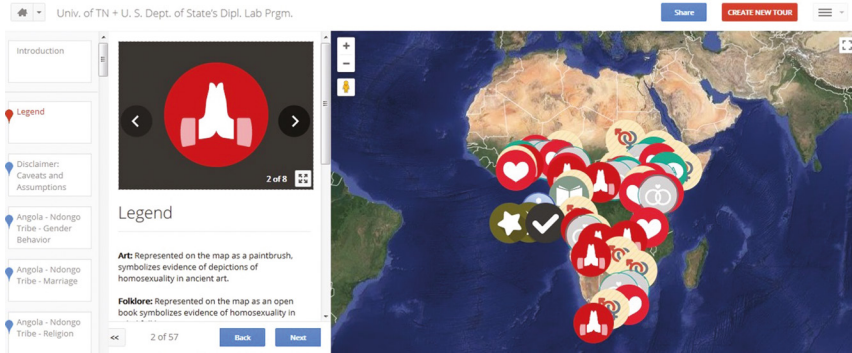 Univ. of TN + U. S. Dept. of State's Dipl. Lab Prgm.
Share
CREATE NEW TOUR
Introduction
Legend
Disclaimer:
Caveats and
Assumptions
Angola - Ndongo
Tribe - Gender
Behavior
Angola - Ndongo
Tribe - Marriage
Angola - Ndongo
Tribe - Religion
2 of 8
Legend
Art: Represented on the map as a paintbrush,
symbolizes evidence of depictions of
homosexuality in ancient art.
Folklore: Represented on the map as an open
book symbolizes evidence of homosexuality in
<<
2 of 57
Back
Next
+
−